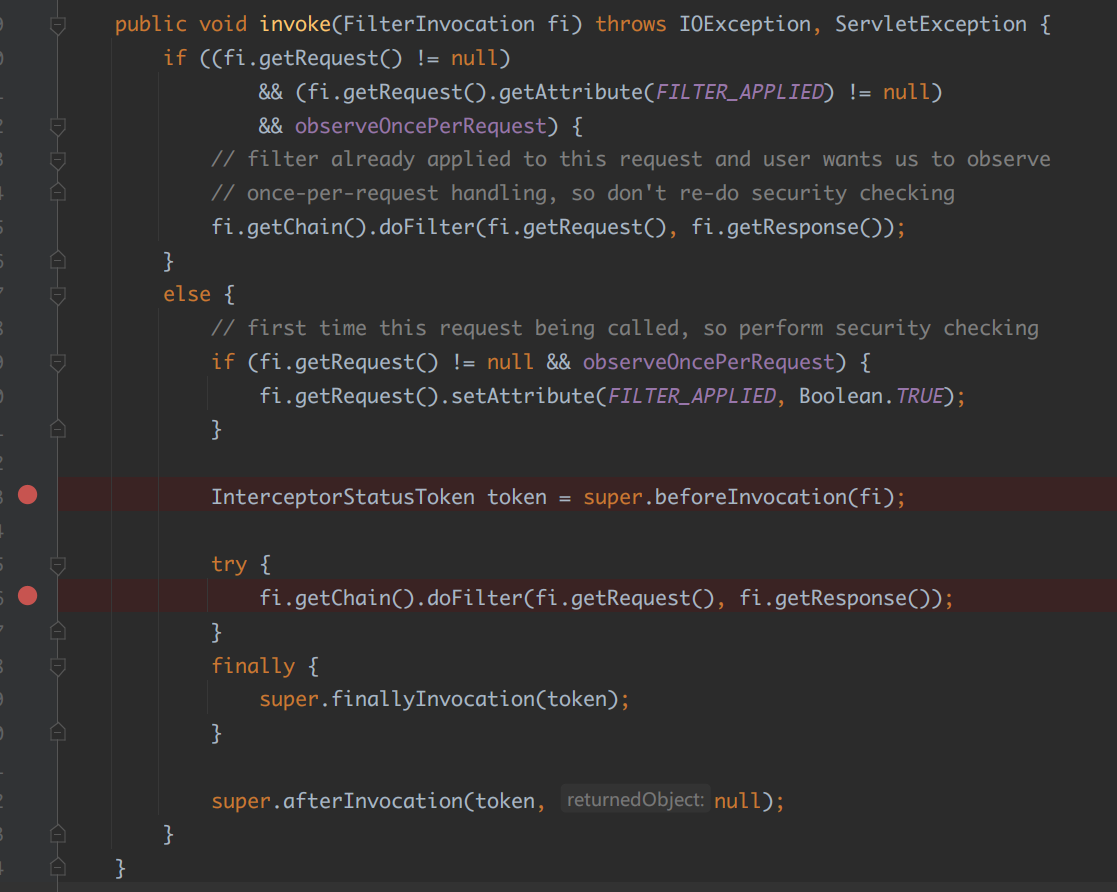 public void invoke(FilterInvocation fi) throws IOException, ServletException {
if ((fi.getRequest() != null)
&& (fi.getRequest().getAttribute(FILTER_APPLIED) != null)
&& observeOncePerRequest) {
// filter already applied to this request and user wants us to observe
// once-per-request handling, so don't re-do security checking
fi.getChain().doFilter(fi.getRequest(), fi.getResponse());
}
else {
// first time this request being called, so perform security checking
if (fi.getRequest() != null && observeOncePerRequest) {
fi.getRequest().setAttribute(FILTER_APPLIED, Boolean.TRUE);
}
InterceptorStatusToken token = super.beforeInvocation(fi);
try {
fi.getChain().doFilter(fi.getRequest(), fi.getResponse());
}
finally {
super.finallyInvocation(token);
}
super.afterInvocation(token, returnedObject: null);
}
}